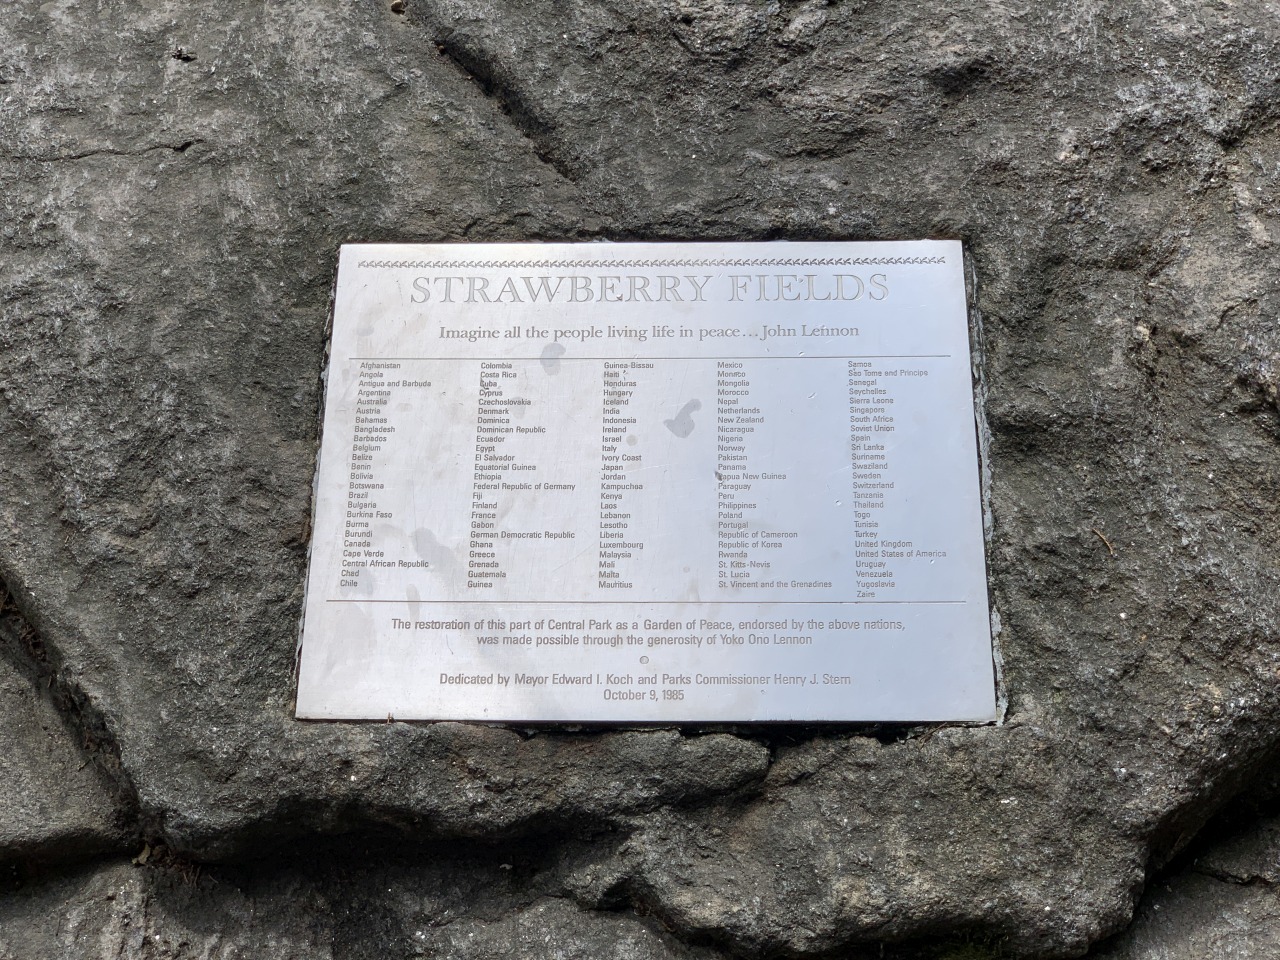 STRAWBERRY FIELDS
Imagine all the people living life in peace...John Lennon
Afghanistan
Angola
Antigua and Barbuda
Argentina
Australia
Austria
Bahamas
Bangladesh
Barbados
Belgium
Belize
Benin
Bolivia
Botswana
Brazil
Bulgaria
Burkina Faso
Burma
Burundi
Canada
Cape Verde
Central African Republic
Chad
Chile
Colombia
Costa Rica
Cuba
Cyprus
Czechoslovakia
Denmark
Dominica
Dominican Republic
Ecuador
Egypt
El Salvador
Equatorial Guinea
Ethiopia
Federal Republic of Germany
Fiji
Finland
France
Gabon
German Democratic Republic
Ghana
Greece
Grenada
Guatemala
Guinea
Guinea-Bissau
Haiti
Honduras
Hungary
Iceland
India
Indonesia
Ireland
Israel
Italy
Ivory Coast
Japan
Jordan
Kampuchea
Kenya
Laos
Lebanon
Lesotho
Liberia
Luxembourg
Malaysia
Mali
Malta
Mauritius
Mexico
Monaco
Mongolia
Morocco
Nepal
Netherlands
New Zealand
Nicaragua
Nigeria
Norway
Pakistan
Panama
Papua New Guinea
Paraguay
Peru
Philippines
Poland
Portugal
Republic of Cameroon
Republic of Korea
Rwanda
St. Kitts-Nevis
St. Lucia
St. Vincent and the Grenadines
Samoa
Sao Tome and Principe
Senegal
Seychelles
Sierra Leone
Singapore
South Africa
Soviet Union
Spain
Sri Lanka
Suriname
Swaziland
Sweden
Switzerland
Tanzania
Thailand
Togo
Tunisia
Turkey
United Kingdom
United States of America
Uruguay
Venezuela
Yugoslavia
Zaire
The restoration of this part of Central Park as a Garden of Peace, endorsed by the above nations,
was made possible through the generosity of Yoko Ono Lennon
Dedicated by Mayor Edward I. Koch and Parks Commissioner Henry J. Stern
October 9, 1985